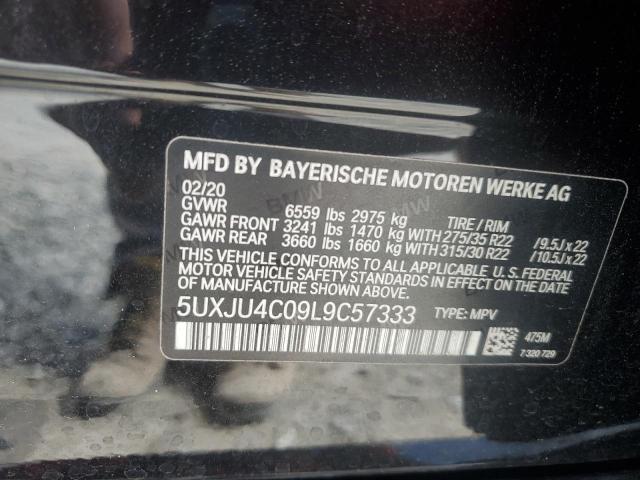 MFD BY BAYERISCHE MOTOREN WERKE AG
02/20
GVWR 6559 lbs 2975 kg TIRE / RIM
GAWR FRONT 3241 lbs 1470 kg WITH 275/35 R22 /9.5J x 22
GAWR REAR 3660 lbs 1660 kg WITH 315/30 R22 /10.5J x 22
THIS VEHICLE CONFORMS TO ALL APPLICABLE U.S. FEDERAL
MOTOR VEHICLE SAFETY STANDARDS IN EFFECT ON THE DATE
OF MANUFACTURE SHOWN ABOVE.
5UXJU4C09L9C57333 TYPE: MPV
475M
7 320 729